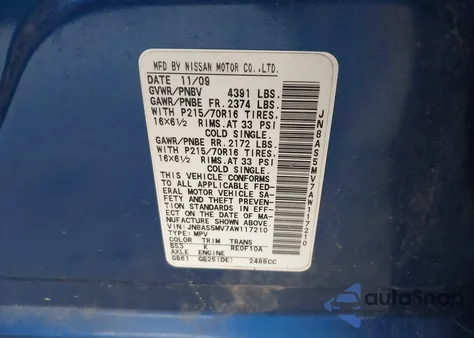 MFD BY NISSAN MOTOR CO.,LTD.
DATE 11/09
GVWR/PNBV 4391 LBS.
GAWR/PNBE FR. 2374 LBS.
WITH P215/70R16 TIRES,
16X6½ RIMS.AT 33 PSI
COLD SINGLE.
GAWR/PNBE RR. 2172 LBS.
WITH P215/70R16 TIRES,
16X6½ RIMS.AT 33 PSI
COLD SINGLE.
THIS VEHICLE CONFORMS TO
ALL APPLICABLE FED-
ERAL MOTOR VEHICLE SA-
FETY AND THEFT PREVEN-
TION STANDARDS IN
EFFECT ON THE DATE OF MA-
NUFACTURE SHOWN ABOVE.
VIN:JN8AS5MV7AW117210
TYPE:MPV
COLOR TRIM TRANS
B53 K RE0F10A
AXLE ENGINE
GB61 QR25(DE) 2488CC
JN8AS5MV7AW117210
AutoSnap